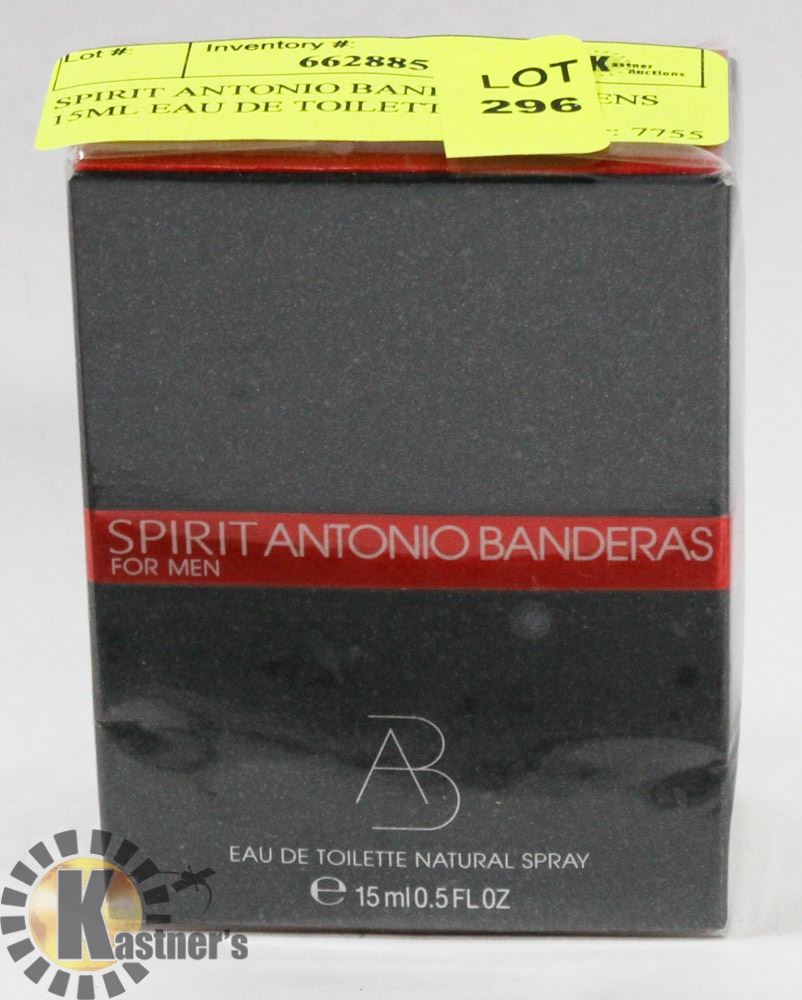 Lot #: Inventory #:
662885
LOT
296
Kastner
Auctions
SPIRIT ANTONIO ENS
15ML EAU DE TOILETT
7755
SPIRIT ANTONIO BANDERAS
FOR MEN
AB
EAU DE TOILETTE NATURAL SPRAY
e 15 ml 0.5 FL OZ
Kastner's